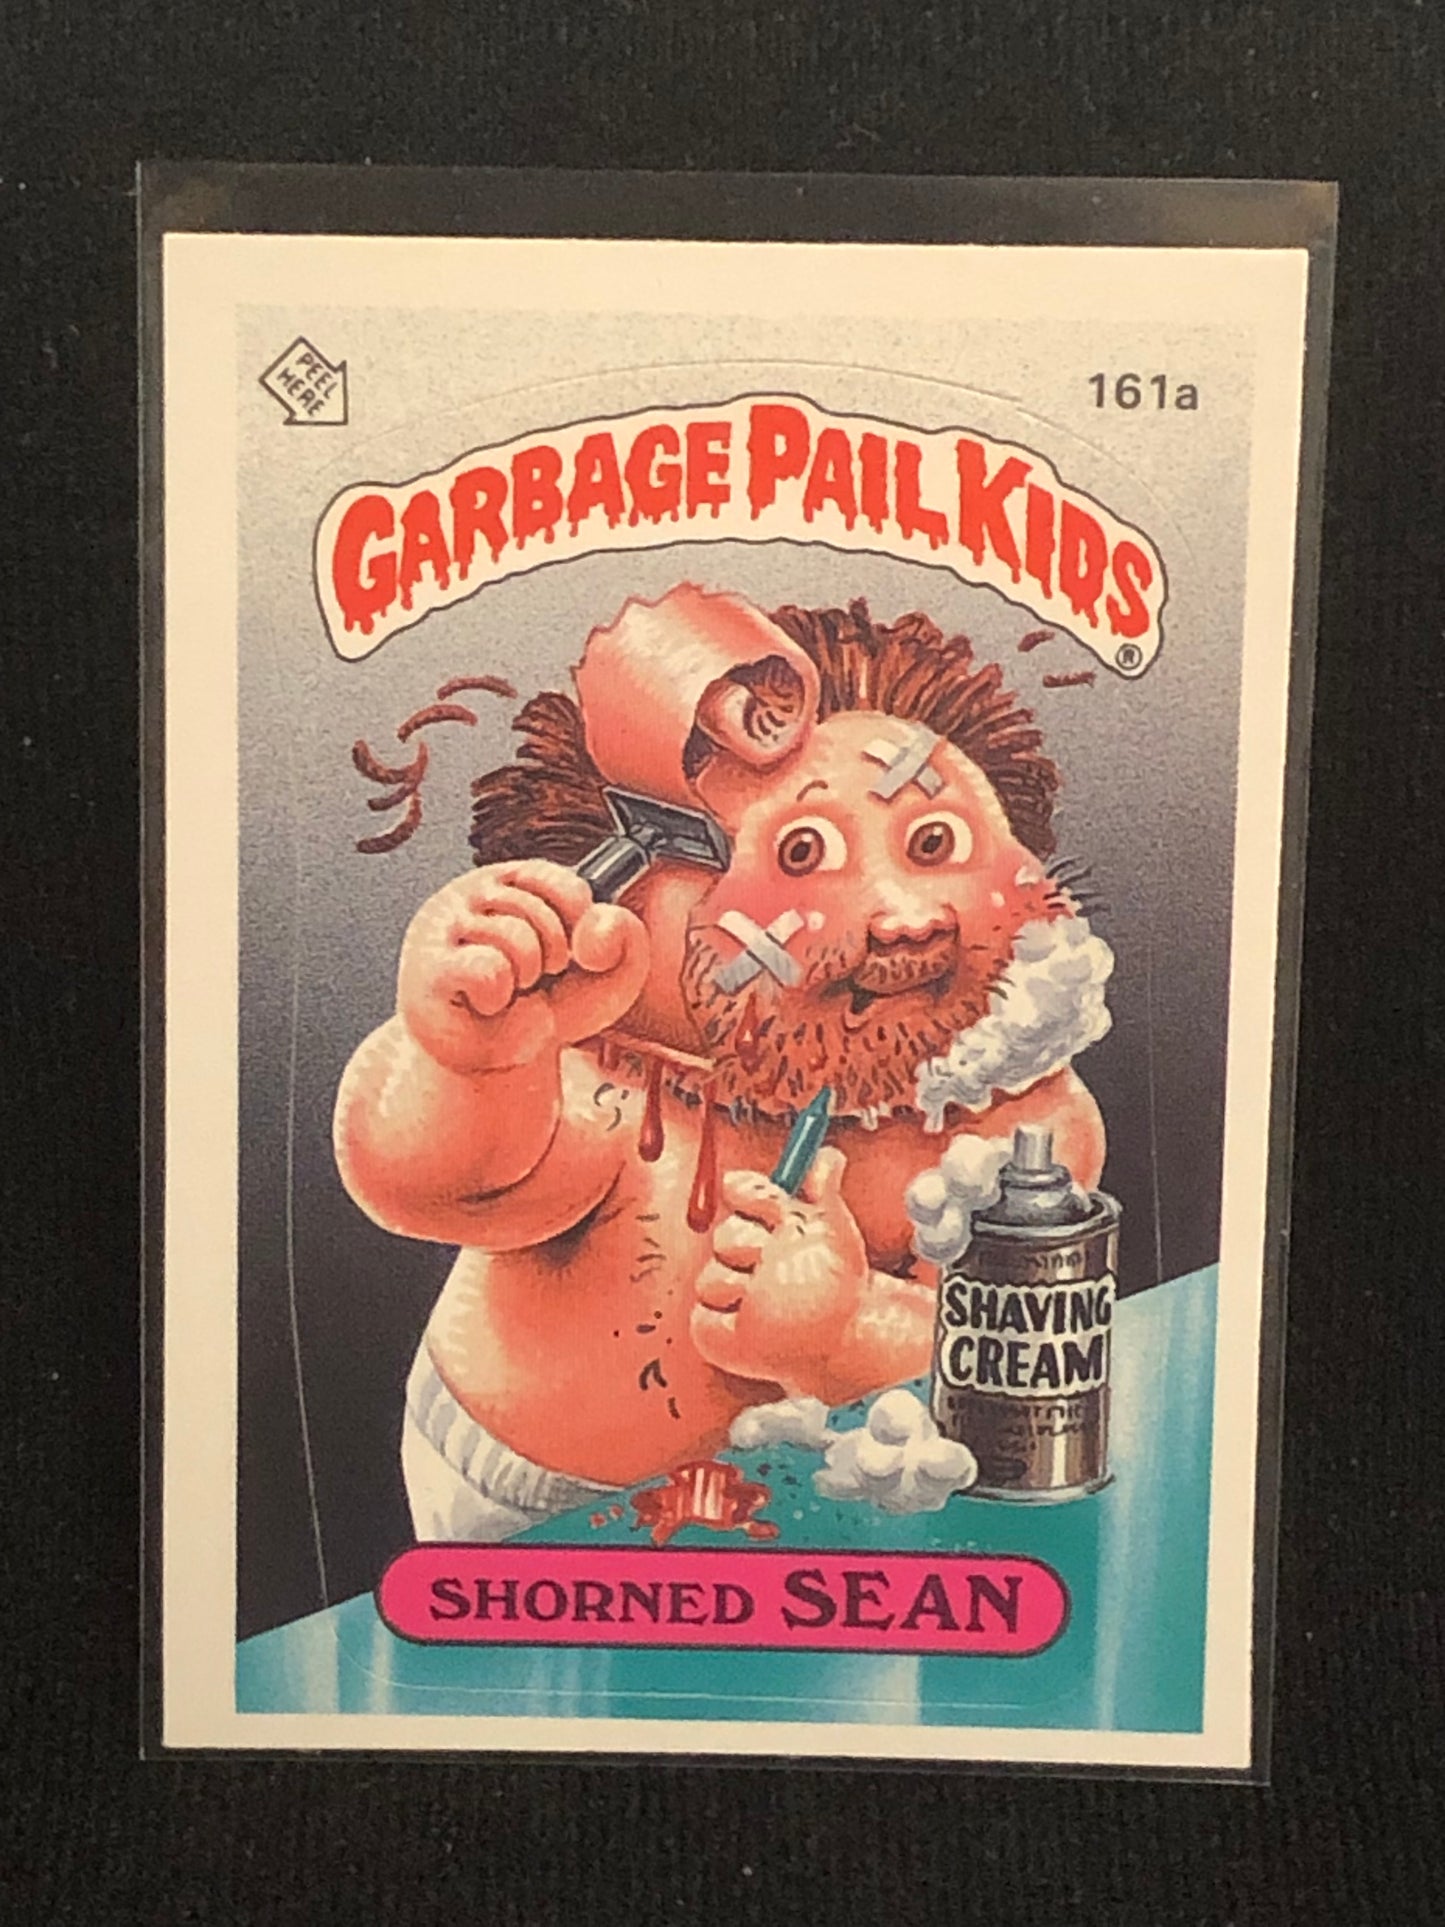 PEEL
HERE
161a
GARBAGE PAIL KIDS
®
SHAVING
CREAM
SHORNED SEAN